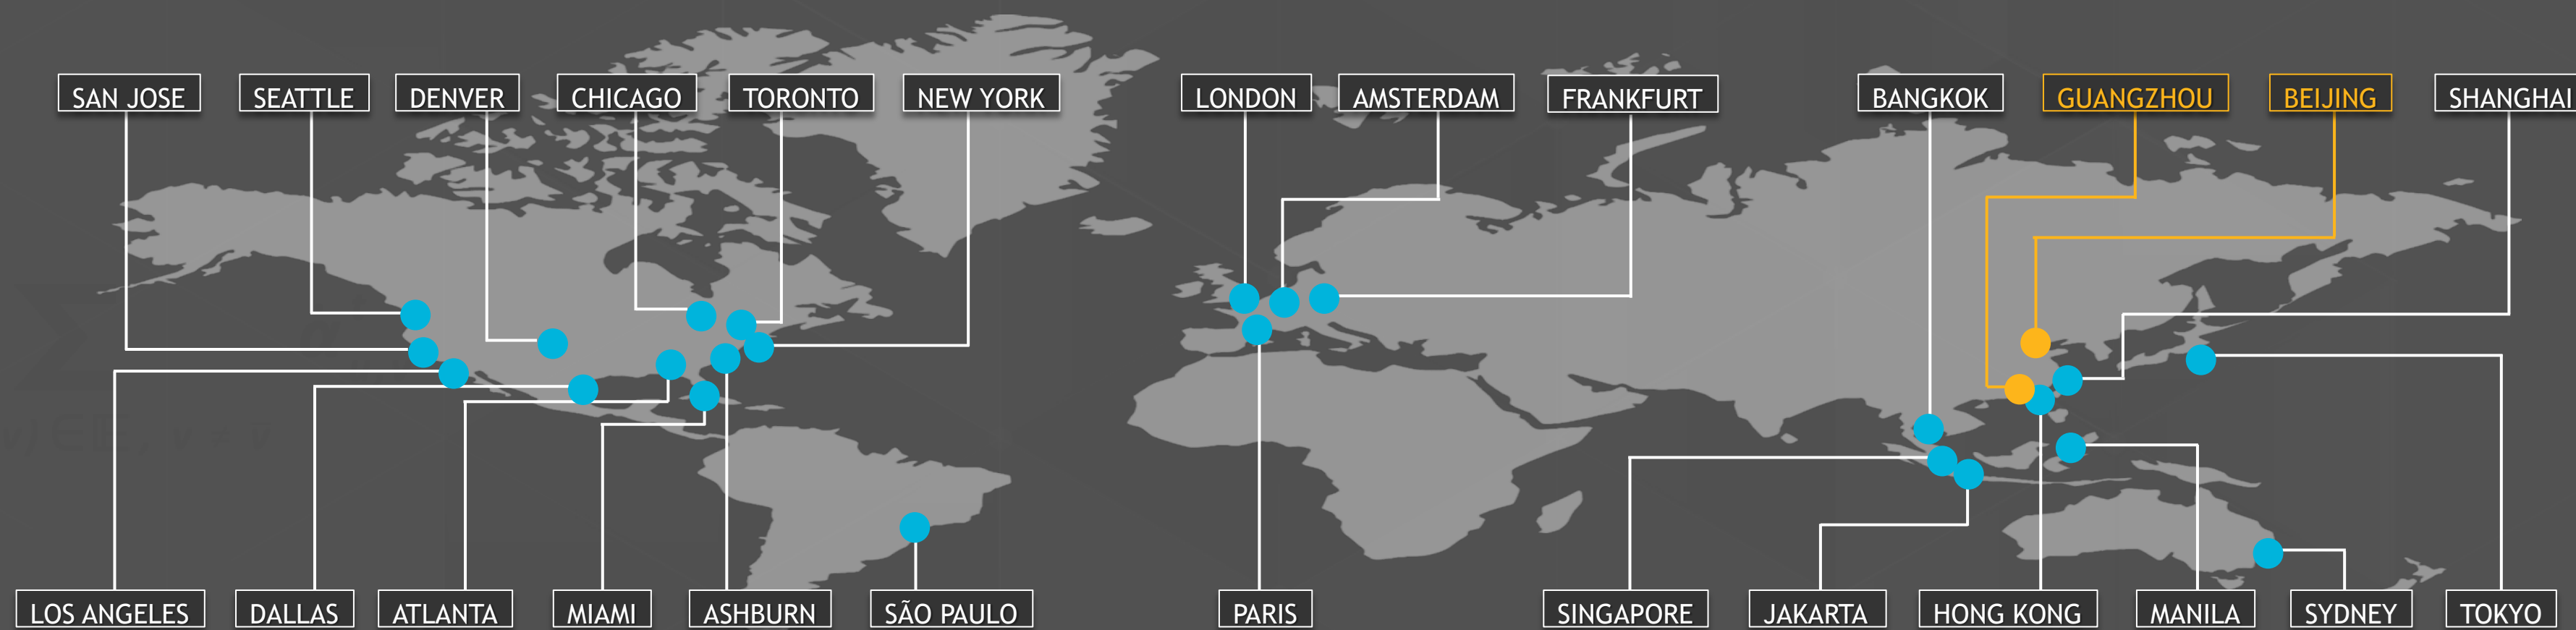 SAN JOSE
SEATTLE
DENVER
CHICAGO
TORONTO
NEW YORK
LONDON
AMSTERDAM
FRANKFURT
BANGKOK
GUANGZHOU
BEIJING
SHANGHAI
LOS ANGELES
DALLAS
ATLANTA
MIAMI
ASHBURN
SÃO PAULO
PARIS
SINGAPORE
JAKARTA
HONG KONG
MANILA
SYDNEY
TOKYO